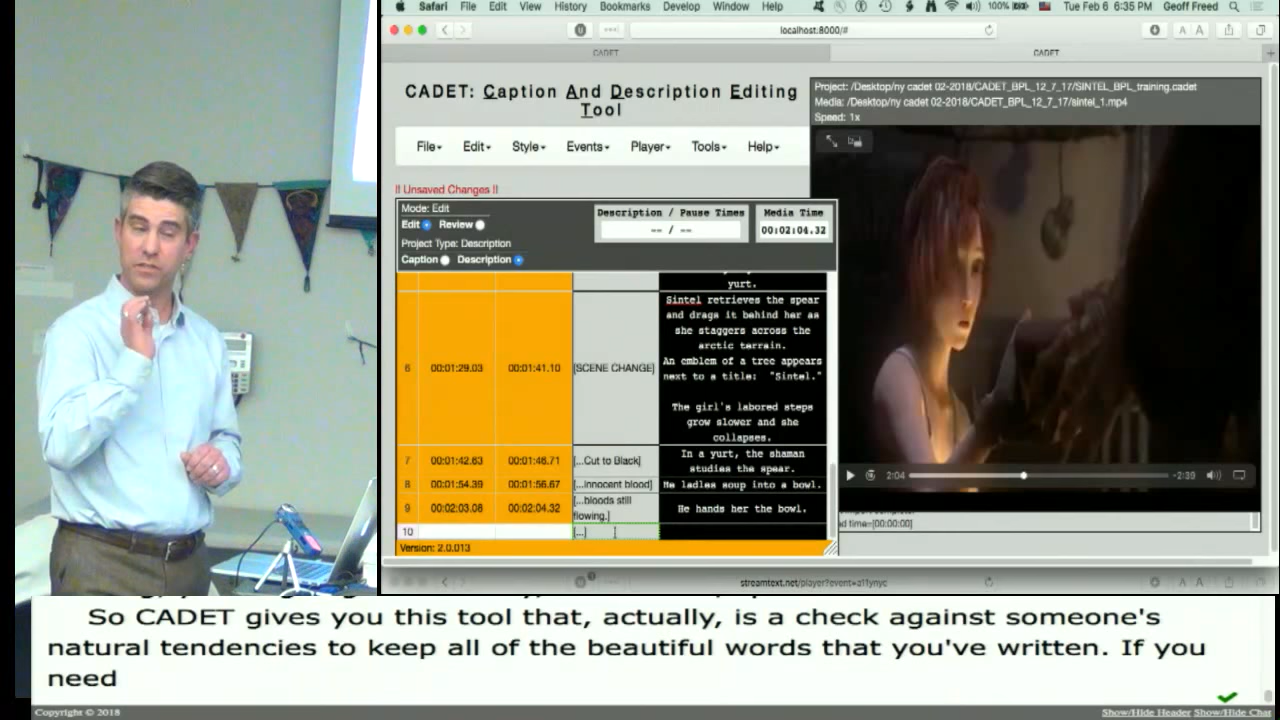 Safari File Edit View History Bookmarks Develop Window Help 100% Tue Feb 6 6:35 PM Geoff Freed
localhost:8000/#
CADET CADET
CADET: Caption And Description Editing
Tool
File Edit Style Events Player Tools Help
!! Unsaved Changes !!
Mode: Edit
Edit Review
Project Type: Description
Caption Description
Description / Pause Times
-- / --
Media Time
00:02:04.32
yurt.
6 00:01:29.03 00:01:41.10 [SCENE CHANGE]
Sintel retrieves the spear
and drags it behind her as
she staggers across the
arctic terrain.
An emblem of a tree appears
next to a title: "Sintel."
The girl's labored steps
grow slower and she
collapses.
7 00:01:42.63 00:01:46.71 [...Cut to Black]
In a yurt, the shaman
studies the spear.
8 00:01:54.39 00:01:56.67 [...innocent blood] He ladles soup into a bowl.
9 00:02:03.08 00:02:04.32 [...bloods still
flowing.]
He hands her the bowl.
10 [...]
Version: 2.0.013
Project: /Desktop/ny cadet 02-2018/CADET_BPL_12_7_17/SINTEL_BPL_training.cadet
Media: /Desktop/ny cadet 02-2018/CADET_BPL_12_7_17/sintel_1.mp4
Speed: 1x
2:04 -2:39
d time=[00:00:00]
streamtext.net/player?event=a11ynyc
So CADET gives you this tool that, actually, is a check against someone's
natural tendencies to keep all of the beautiful words that you've written. If you
need
Copyright © 2018 Show/Hide Header Show/Hide Chat